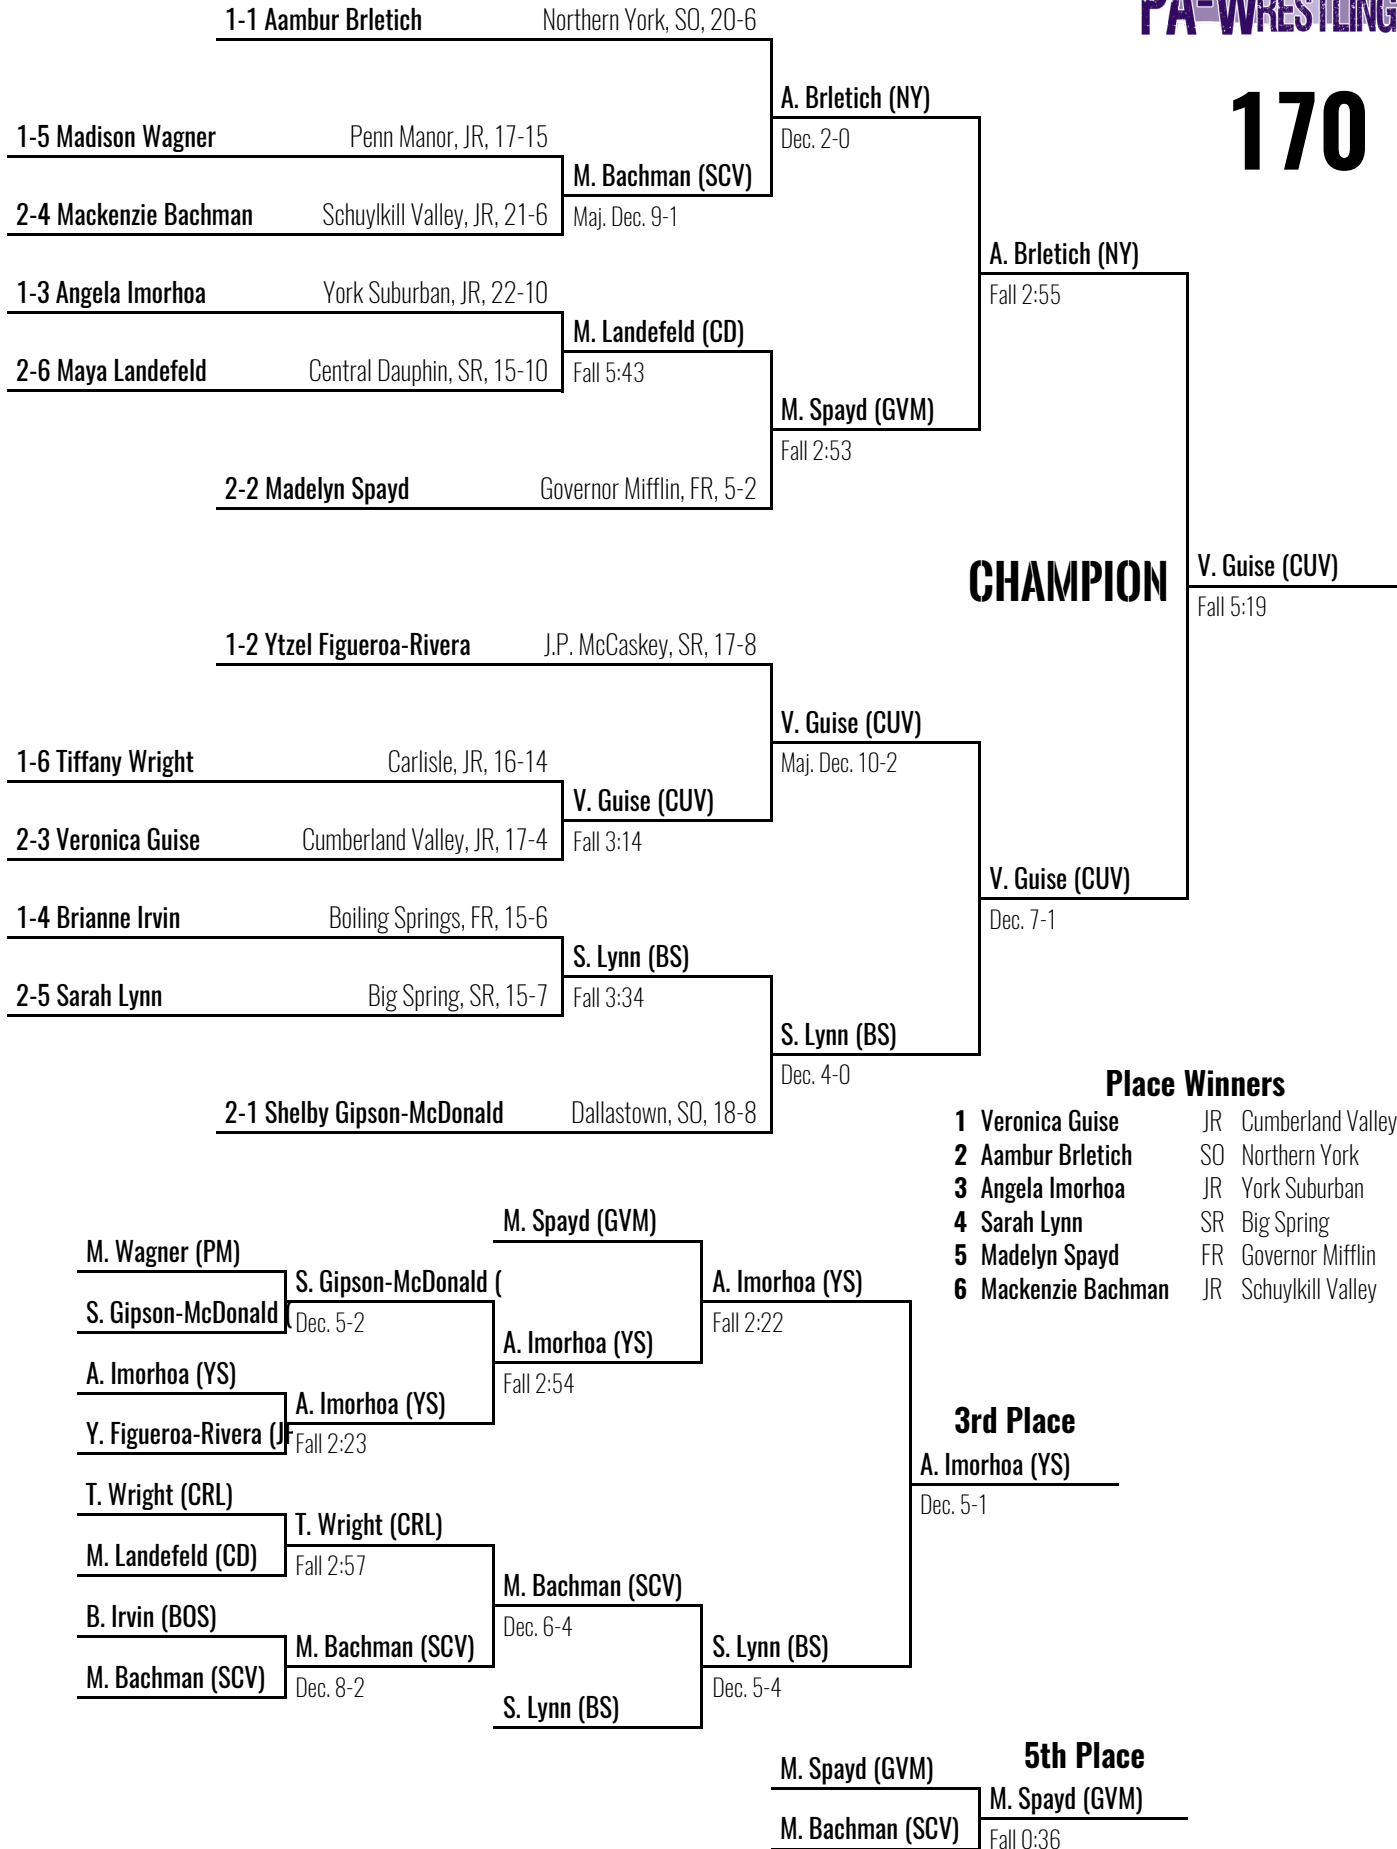 PA-WRESTLING
170
1-1 Aambur Brletich Northern York, SO, 20-6
A. Brletich (NY)
Dec. 2-0
1-5 Madison Wagner Penn Manor, JR, 17-15
M. Bachman (SCV)
Maj. Dec. 9-1
2-4 Mackenzie Bachman Schuylkill Valley, JR, 21-6
A. Brletich (NY)
Fall 2:55
1-3 Angela Imorhoa York Suburban, JR, 22-10
M. Landefeld (CD)
Fall 5:43
2-6 Maya Landefeld Central Dauphin, SR, 15-10
M. Spayd (GVM)
Fall 2:53
2-2 Madelyn Spayd Governor Mifflin, FR, 5-2
CHAMPION
V. Guise (CUV)
Fall 5:19
1-2 Ytzel Figueroa-Rivera J.P. McCaskey, SR, 17-8
V. Guise (CUV)
Maj. Dec. 10-2
1-6 Tiffany Wright Carlisle, JR, 16-14
V. Guise (CUV)
Fall 3:14
2-3 Veronica Guise Cumberland Valley, JR, 17-4
V. Guise (CUV)
Dec. 7-1
1-4 Brianne Irvin Boiling Springs, FR, 15-6
S. Lynn (BS)
Fall 3:34
2-5 Sarah Lynn Big Spring, SR, 15-7
S. Lynn (BS)
Dec. 4-0
2-1 Shelby Gipson-McDonald Dallastown, SO, 18-8
Place Winners
1 Veronica Guise JR Cumberland Valley
2 Aambur Brletich SO Northern York
3 Angela Imorhoa JR York Suburban
4 Sarah Lynn SR Big Spring
5 Madelyn Spayd FR Governor Mifflin
6 Mackenzie Bachman JR Schuylkill Valley
M. Spayd (GVM)
M. Wagner (PM)
S. Gipson-McDonald (
Dec. 5-2
S. Gipson-McDonald (
A. Imorhoa (YS)
Fall 2:22
A. Imorhoa (YS)
Fall 2:54
A. Imorhoa (YS)
A. Imorhoa (YS)
Fall 2:23
Y. Figueroa-Rivera (JF
3rd Place
A. Imorhoa (YS)
Dec. 5-1
T. Wright (CRL)
T. Wright (CRL)
Fall 2:57
M. Landefeld (CD)
M. Bachman (SCV)
Dec. 6-4
B. Irvin (BOS)
M. Bachman (SCV)
Dec. 8-2
M. Bachman (SCV)
S. Lynn (BS)
Dec. 5-4
S. Lynn (BS)
5th Place
M. Spayd (GVM)
M. Spayd (GVM)
Fall 0:36
M. Bachman (SCV)